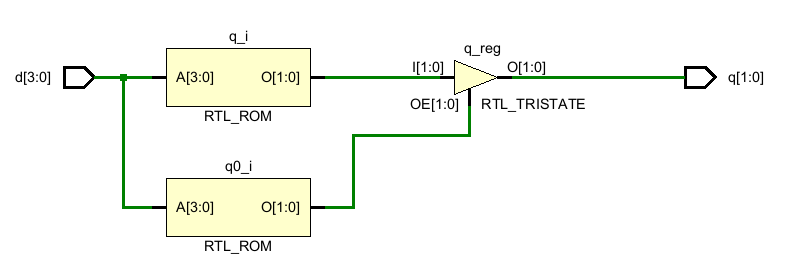 q_i
q_reg
d[3:0]
A[3:0] O[1:0]
I[1:0]
O[1:0]
q[1:0]
RTL_ROM
OE[1:0]
RTL_TRISTATE
q0_i
A[3:0] O[1:0]
RTL_ROM